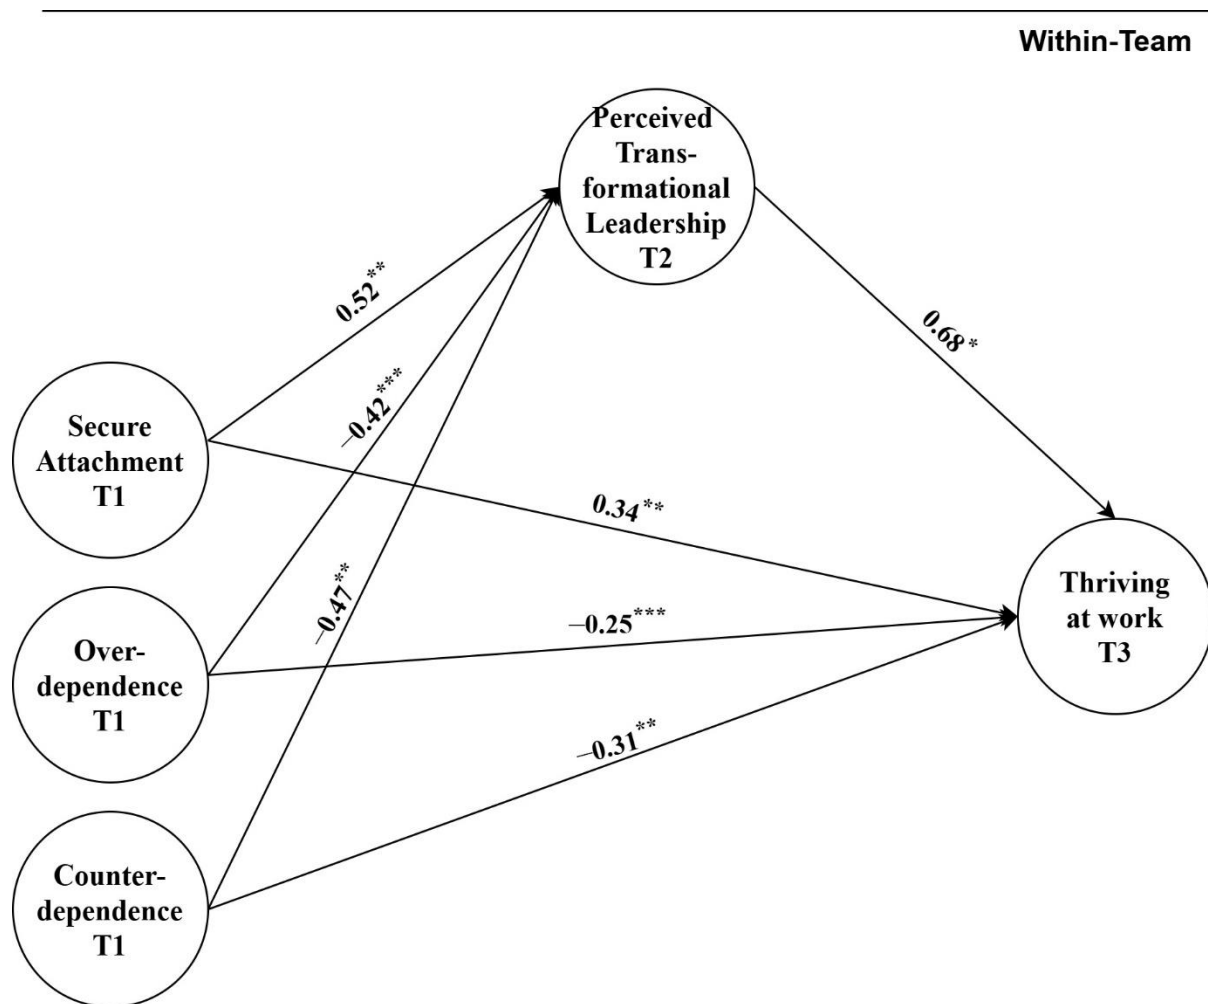 Within-Team
Perceived
Trans-
formational
Leadership
T2
0.52**
−0.42***
−0.47**
0.68*
Secure
Attachment
T1
0.34**
Over-
dependence
T1
−0.25***
Thriving
at work
T3
−0.31**
Counter-
dependence
T1